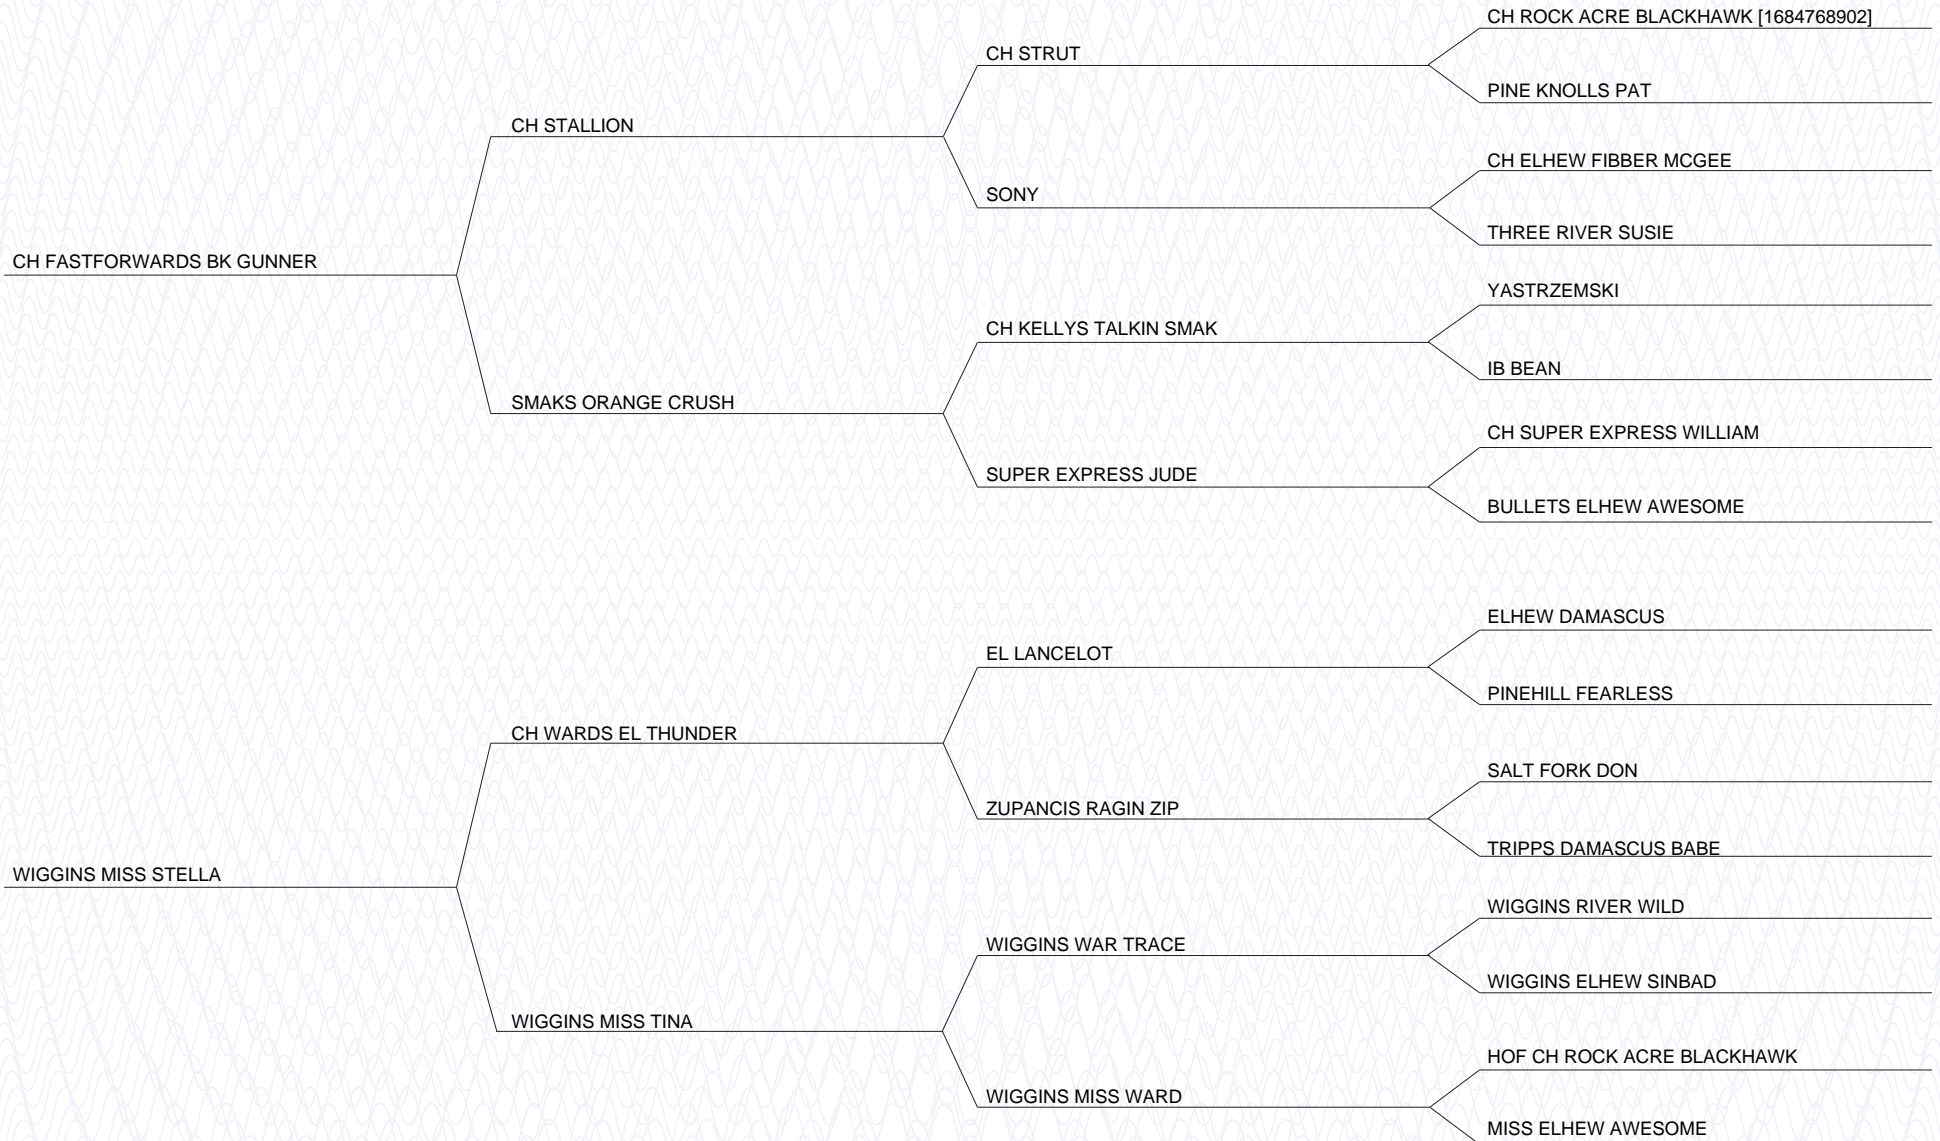 CH ROCK ACRE BLACKHAWK [1684768902]
CH STRUT
PINE KNOLLS PAT
CH STALLION
CH ELHEW FIBBER MCGEE
SONY
THREE RIVER SUSIE
CH FASTFORWARDS BK GUNNER
YASTRZEMSKI
CH KELLYS TALKIN SMAK
IB BEAN
SMAKS ORANGE CRUSH
CH SUPER EXPRESS WILLIAM
SUPER EXPRESS JUDE
BULLETS ELHEW AWESOME
ELHEW DAMASCUS
EL LANCELOT
PINEHILL FEARLESS
CH WARDS EL THUNDER
SALT FORK DON
ZUPANCIS RAGIN ZIP
TRIPPS DAMASCUS BABE
WIGGINS MISS STELLA
WIGGINS RIVER WILD
WIGGINS WAR TRACE
WIGGINS ELHEW SINBAD
WIGGINS MISS TINA
HOF CH ROCK ACRE BLACKHAWK
WIGGINS MISS WARD
MISS ELHEW AWESOME